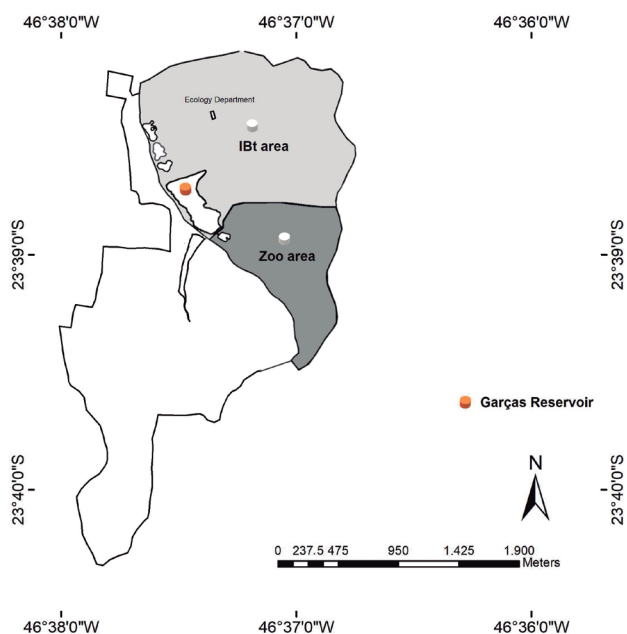 46°38'0"W 46°37'0"W 46°36'0"W
Ecology Department
IBt area
23°39'0"S Zoo area 23°39'0"S
Garças Reservoir
N
23°40'0"S 23°40'0"S
0 237.5 475 950 1.425 1.900
Meters
46°38'0"W 46°37'0"W 46°36'0"W